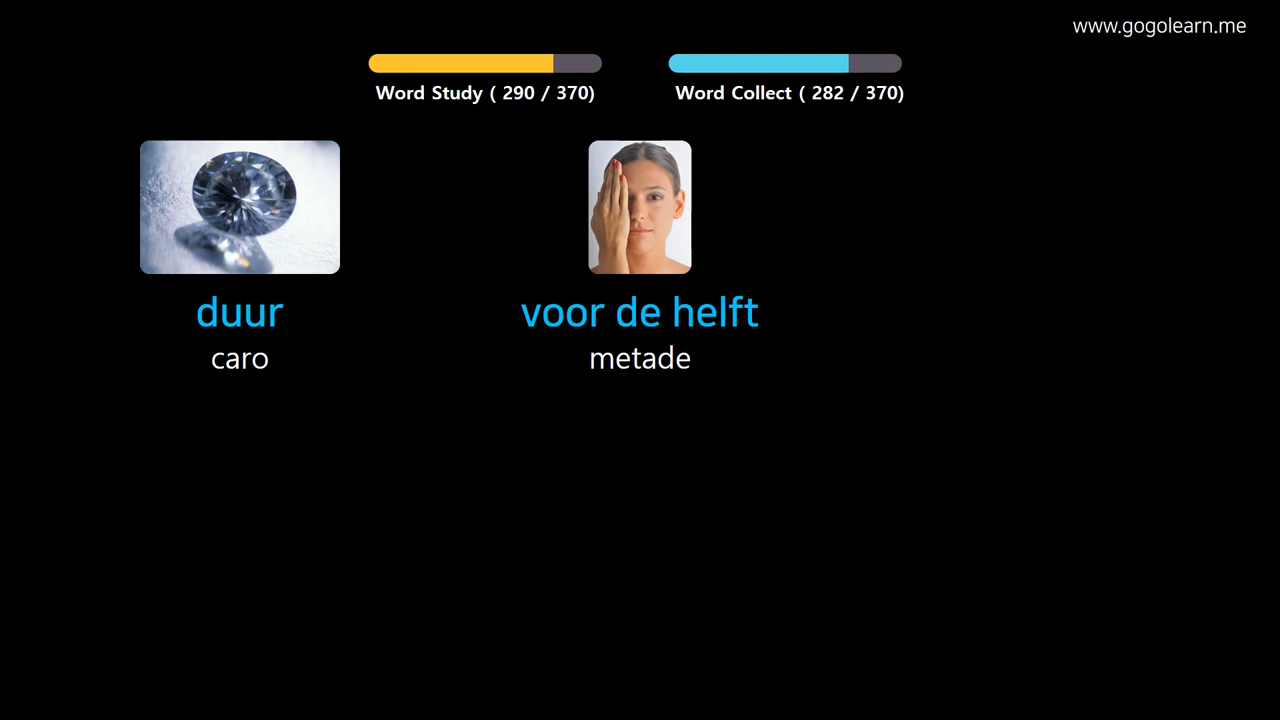 www.gogolearn.me
Word Study ( 290 / 370)
Word Collect ( 282 / 370)
duur
caro
voor de helft
metade